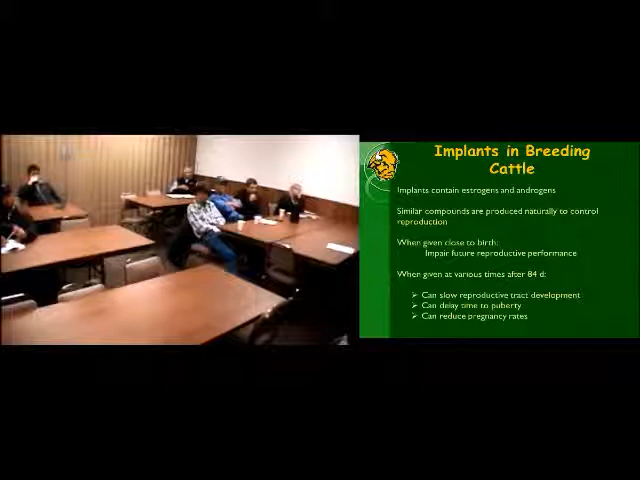 Implants in Breeding
Cattle
Implants contain estrogens and androgens
Similar compounds are produced naturally to control
reproduction
When given close to birth:
Impair future reproductive performance
When given at various times after 84 d:
➢ Can slow reproductive tract development
➢ Can delay time to puberty
➢ Can reduce pregnancy rates